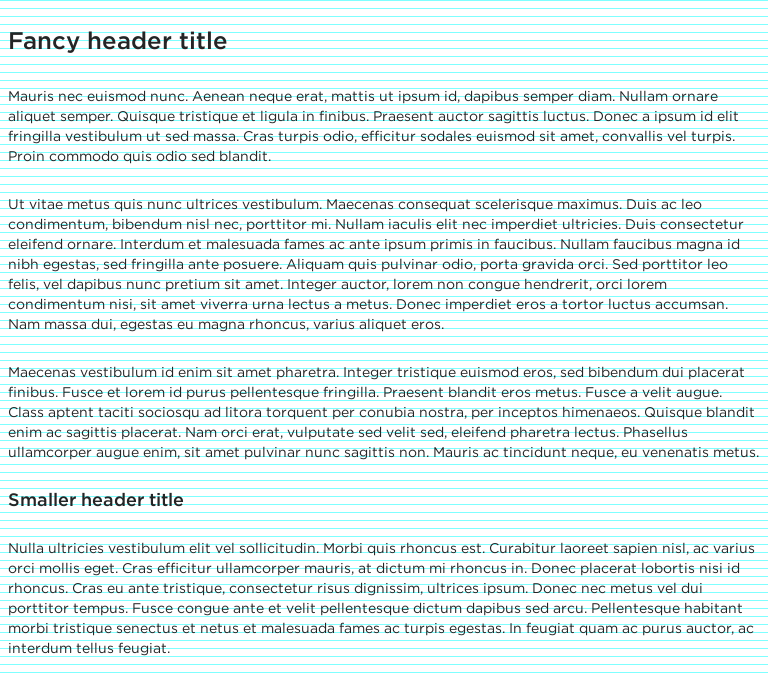 Fancy header title
Mauris nec euismod nunc. Aenean neque erat, mattis ut ipsum id, dapibus semper diam. Nullam ornare
aliquet semper. Quisque tristique et ligula in finibus. Praesent auctor sagittis luctus. Donec a ipsum id elit
fringilla vestibulum ut sed massa. Cras turpis odio, efficitur sodales euismod sit amet, convallis vel turpis.
Proin commodo quis odio sed blandit.
Ut vitae metus quis nunc ultrices vestibulum. Maecenas consequat scelerisque maximus. Duis ac leo
condimentum, bibendum nisl nec, porttitor mi. Nullam iaculis elit nec imperdiet ultricies. Duis consectetur
eleifend ornare. Interdum et malesuada fames ac ante ipsum primis in faucibus. Nullam faucibus magna id
nibh egestas, sed fringilla ante posuere. Aliquam quis pulvinar odio, porta gravida orci. Sed porttitor leo
felis, vel dapibus nunc pretium sit amet. Integer auctor, lorem non congue hendrerit, orci lorem
condimentum nisi, sit amet viverra urna lectus a metus. Donec imperdiet eros a tortor luctus accumsan.
Nam massa dui, egestas eu magna rhoncus, varius aliquet eros.
Maecenas vestibulum id enim sit amet pharetra. Integer tristique euismod eros, sed bibendum dui placerat
finibus. Fusce et lorem id purus pellentesque fringilla. Praesent blandit eros metus. Fusce a velit augue.
Class aptent taciti sociosqu ad litora torquent per conubia nostra, per inceptos himenaeos. Quisque blandit
enim ac sagittis placerat. Nam orci erat, vulputate sed velit sed, eleifend pharetra lectus. Phasellus
ullamcorper augue enim, sit amet pulvinar nunc sagittis non. Mauris ac tincidunt neque, eu venenatis metus.
Smaller header title
Nulla ultricies vestibulum elit vel sollicitudin. Morbi quis rhoncus est. Curabitur laoreet sapien nisl, ac varius
orci mollis eget. Cras efficitur ullamcorper mauris, at dictum mi rhoncus in. Donec placerat lobortis nisi id
rhoncus. Cras eu ante tristique, consectetur risus dignissim, ultrices ipsum. Donec nec metus vel dui
porttitor tempus. Fusce congue ante et velit pellentesque dictum dapibus sed arcu. Pellentesque habitant
morbi tristique senectus et netus et malesuada fames ac turpis egestas. In feugiat quam ac purus auctor, ac
interdum tellus feugiat.